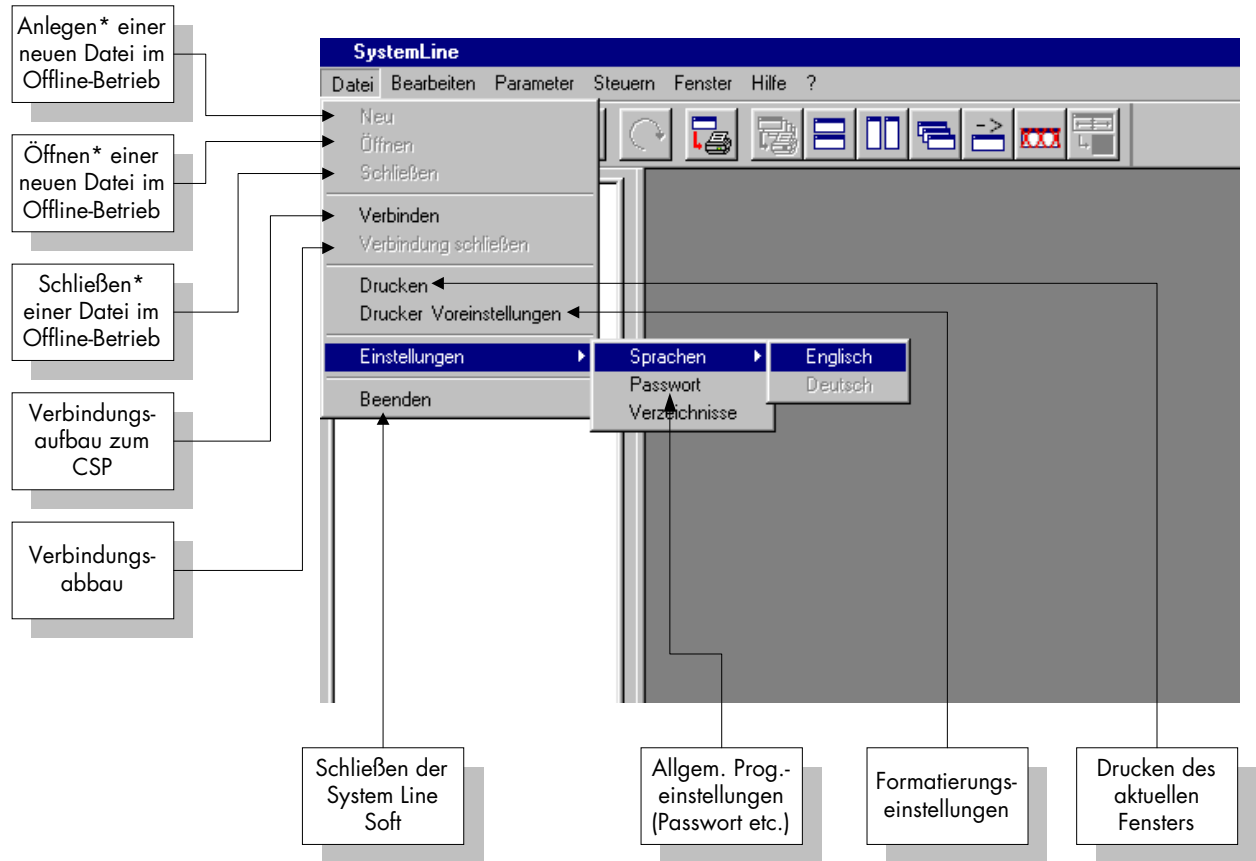 Anlegen* einer
neuen Datei im
Offline-Betrieb
Öffnen* einer
neuen Datei im
Offline-Betrieb
Schließen*
einer Datei im
Offline-Betrieb
Verbindungs-
aufbau zum
CSP
Verbindungs-
abbau
SystemLine
Datei Bearbeiten Parameter Steuern Fenster Hilfe ?
Neu
Öffnen
Schließen
Verbinden
Verbindung schließen
Drucken
Drucker Voreinstellungen
Einstellungen
Beenden
Sprachen
Passwort
Verzeichnisse
Englisch
Deutsch
Schließen der
System Line
Soft
Allgem. Prog.-
einstellungen
(Passwort etc.)
Formatierungs-
einstellungen
Drucken des
aktuellen
Fensters